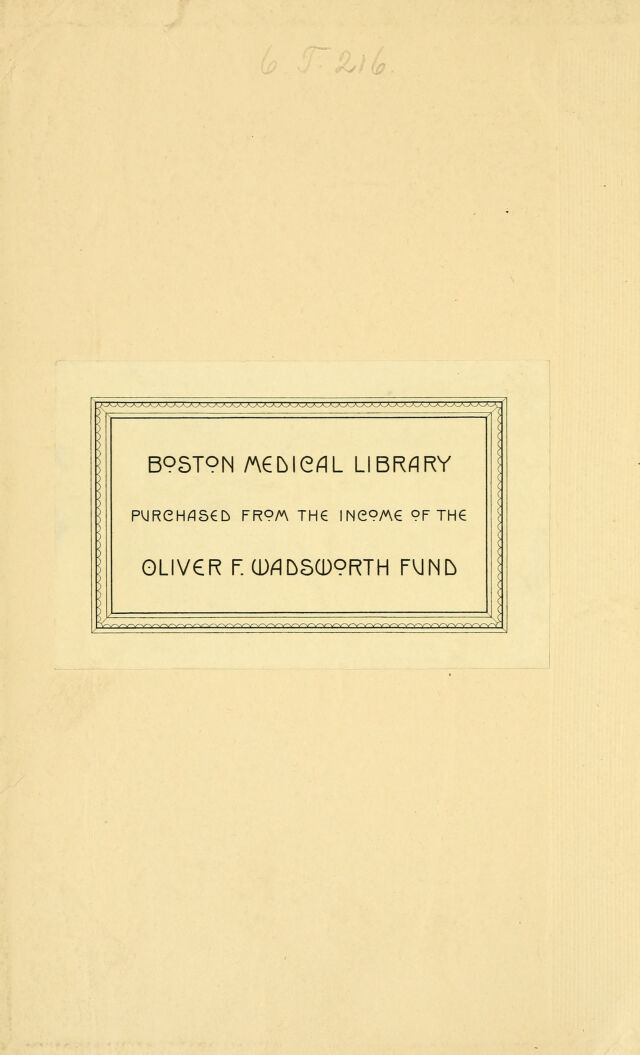 6 T. 216.
BOSTON MEDICAL LIBRARY
PURCHASED FROM THE INCOME OF THE
OLIVER F. WADSWORTH FUND